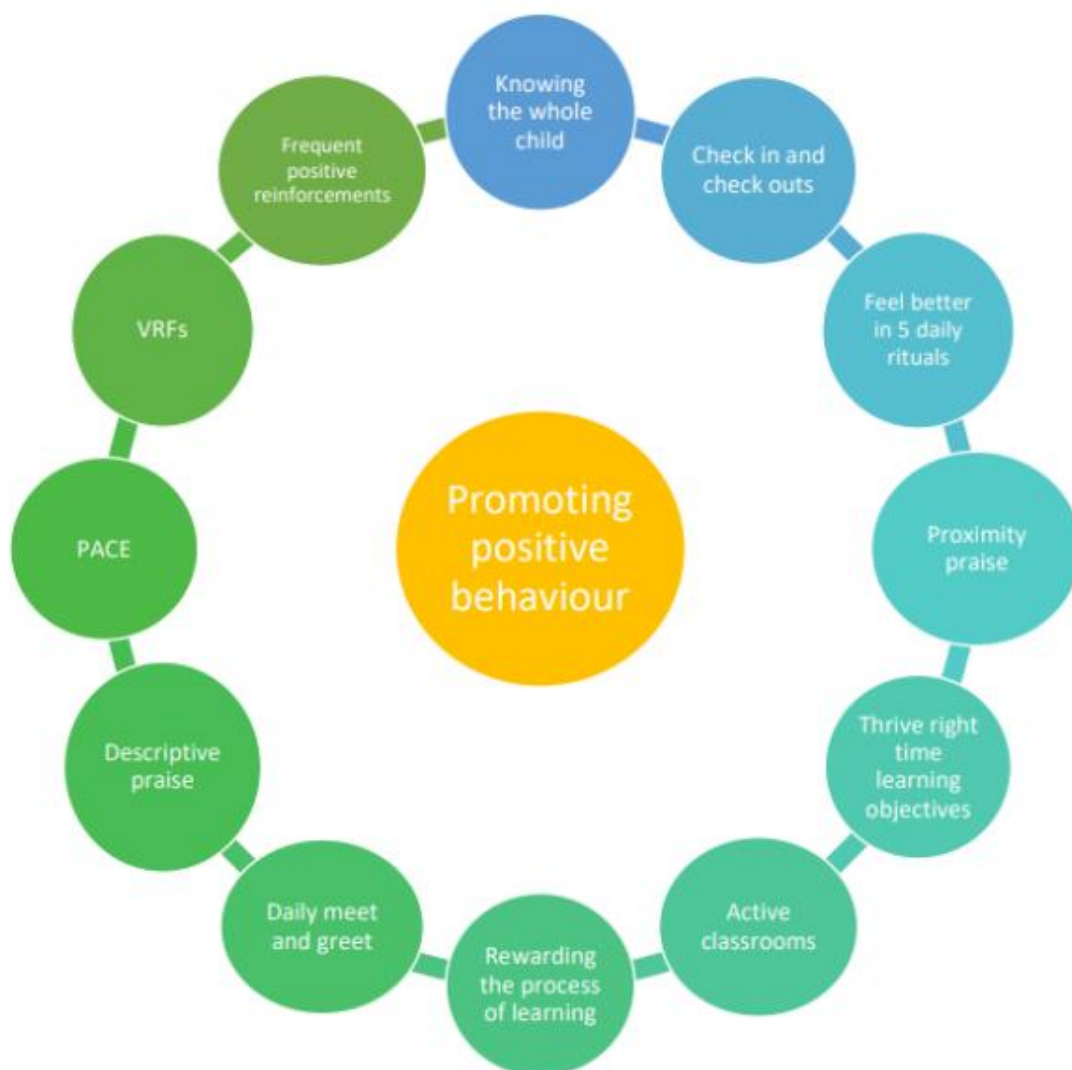 Knowing
the whole
child
Check in and
check outs
Feel better
in 5 daily
rituals
Proximity
praise
Thrive right
time
learning
objectives
Active
classrooms
Rewarding
the process
of learning
Daily meet
and greet
Descriptive
praise
PACE
VRFs
Frequent
positive
reinforcements
Promoting
positive
behaviour